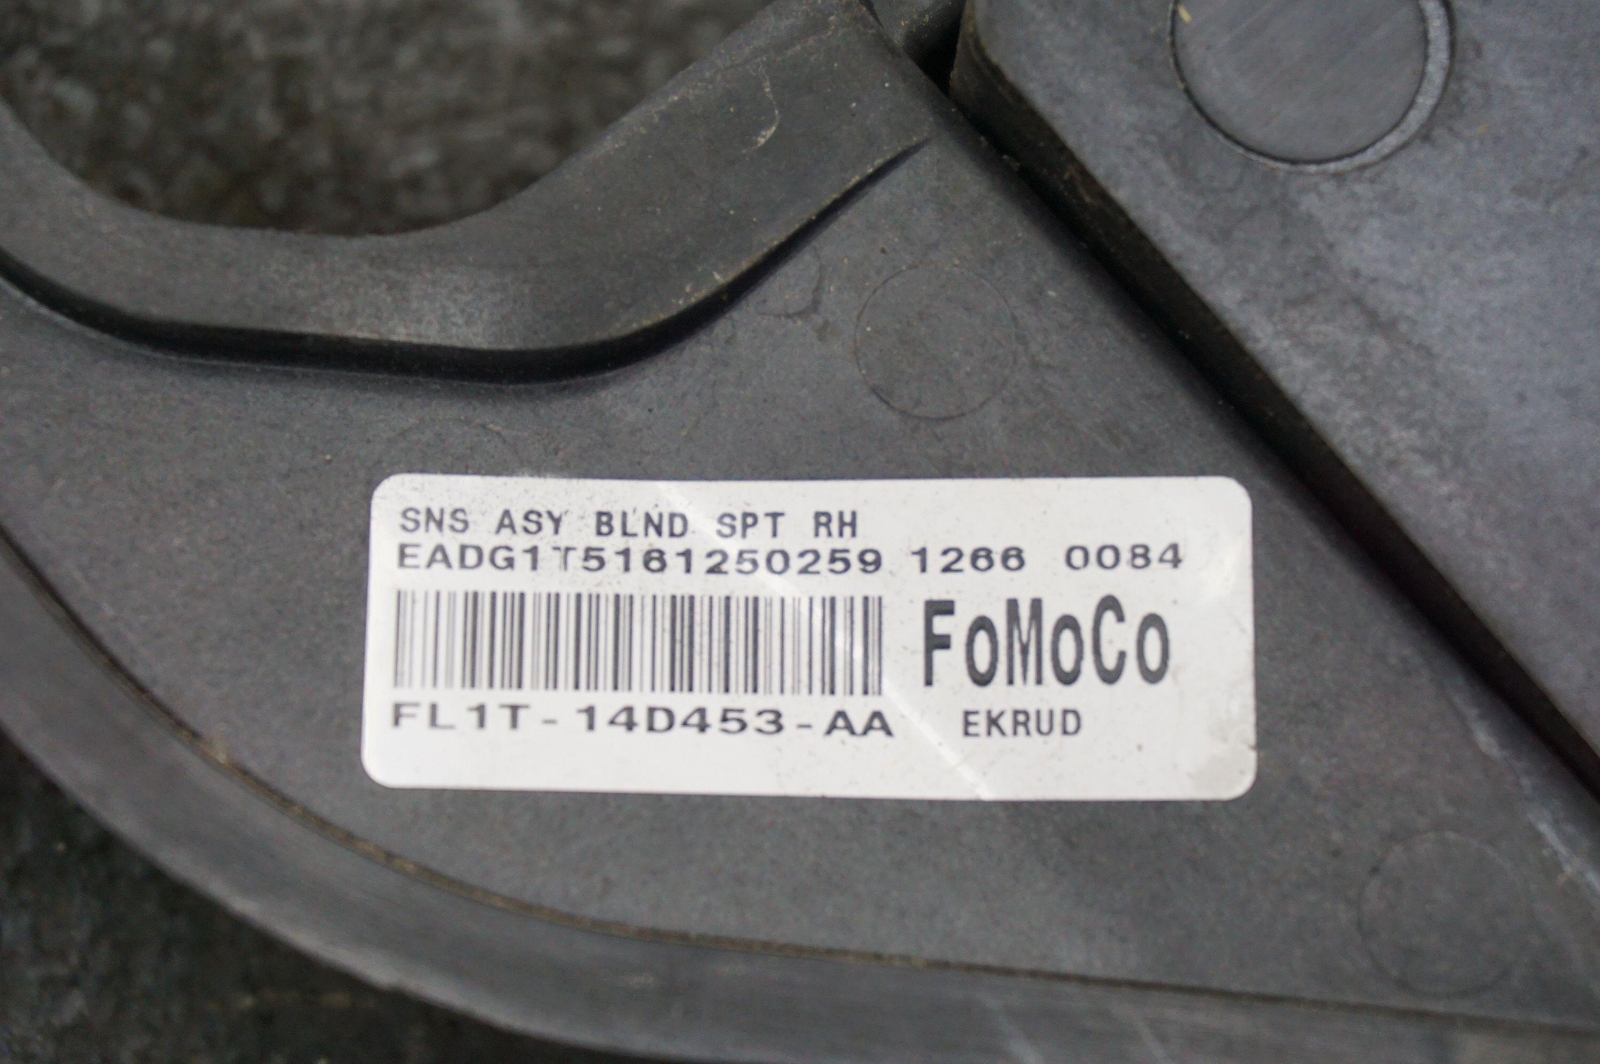 SNS ASY BLND SPT RH
EADG1T5161250259 1266 0084
FoMoCo
FL1T-14D453-AA EKRUD